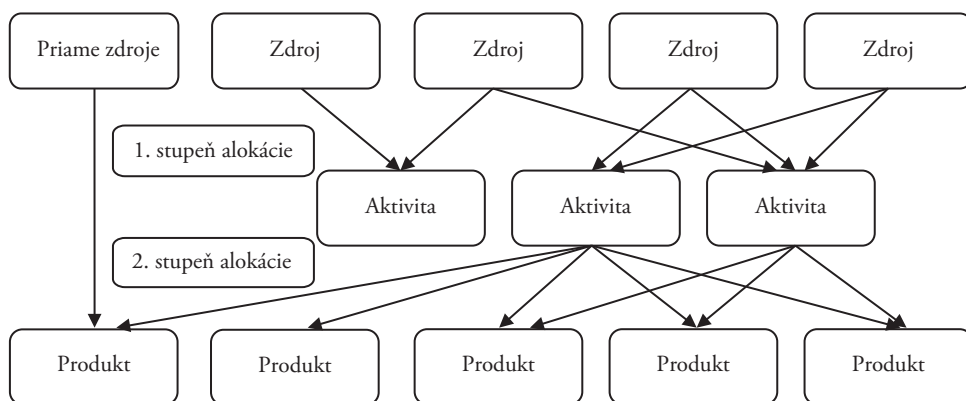 Priame zdroje
Zdroj
Zdroj
Zdroj
Zdroj
1. stupeň alokácie
Aktivita
Aktivita
Aktivita
2. stupeň alokácie
Produkt
Produkt
Produkt
Produkt
Produkt